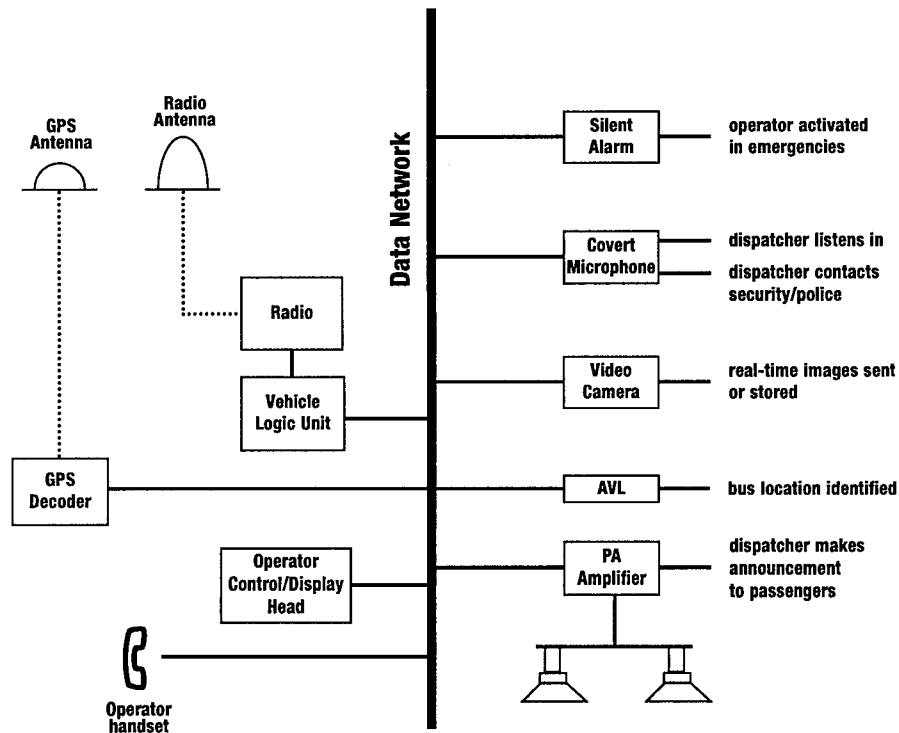 GPS
Antenna
Radio
Antenna
Radio
Vehicle
Logic Unit
GPS
Decoder
Operator
Control/Display
Head
Operator
handset
Data Network
Silent
Alarm
operator activated
in emergencies
Covert
Microphone
dispatcher listens in
dispatcher contacts
security/police
Video
Camera
real-time images sent
or stored
AVL
bus location identified
PA
Amplifier
dispatcher makes
announcement
to passengers